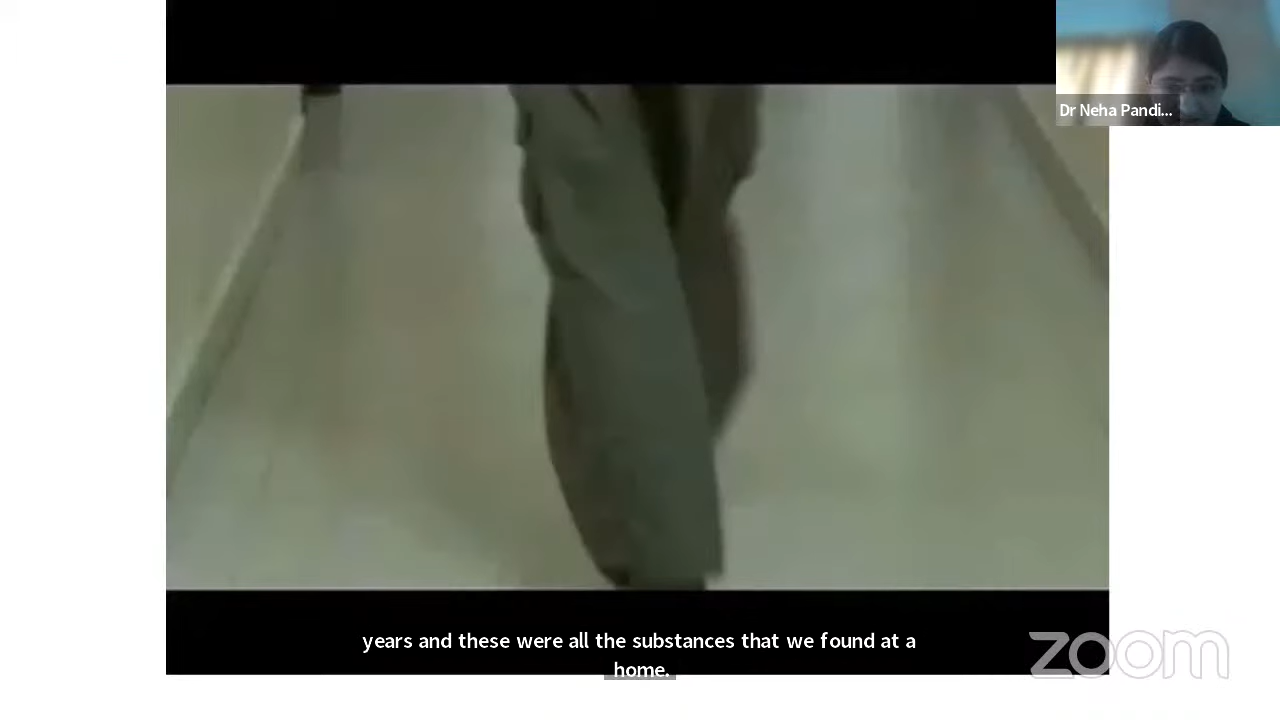 Dr Neha Pandi...
years and these were all the substances that we found at a
home.
zoom